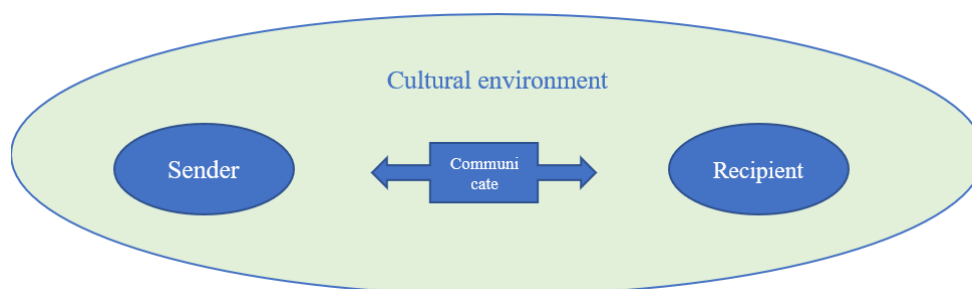 Cultural environment
Sender
Communi
cate
Recipient